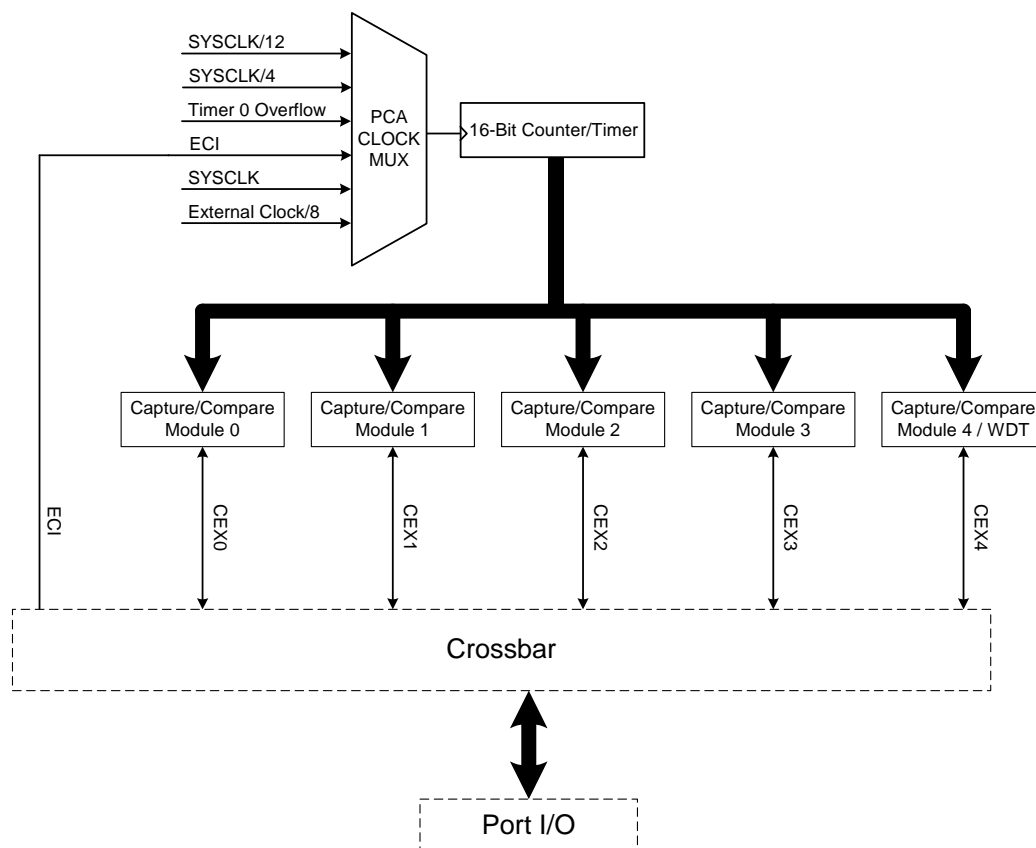 SYSCLK/12
SYSCLK/4
Timer 0 Overflow
ECI
SYSCLK
External Clock/8
PCA
CLOCK
MUX
16-Bit Counter/Timer
Capture/Compare
Module 0
Capture/Compare
Module 1
Capture/Compare
Module 2
Capture/Compare
Module 3
Capture/Compare
Module 4 / WDT
ECI
CEX0
CEX1
CEX2
CEX3
CEX4
Crossbar
Port I/O